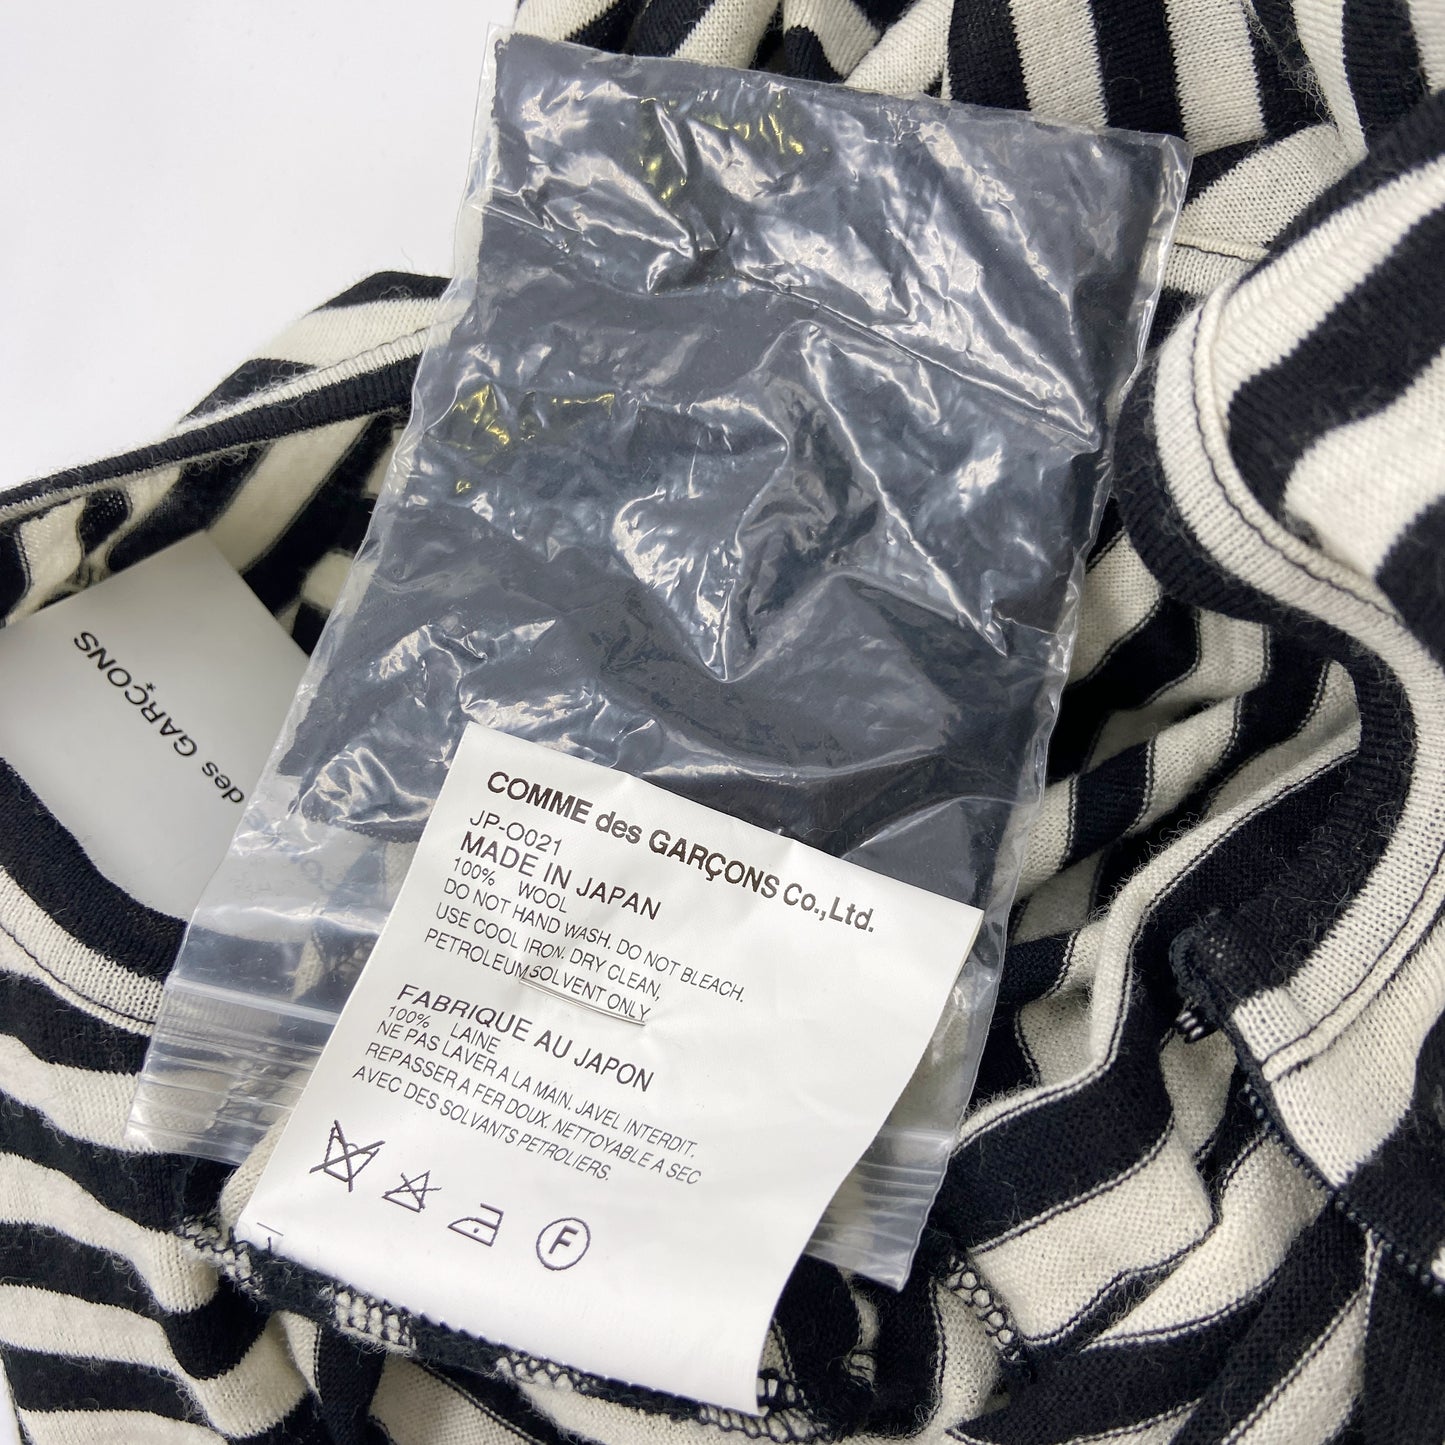 des GARÇONS
COMME des GARÇONS Co.,Ltd.
JP-O021
MADE IN JAPAN
100% WOOL
DO NOT HAND WASH. DO NOT BLEACH.
USE COOL IRON. DRY CLEAN,
PETROLEUM SOLVENT ONLY
FABRIQUE AU JAPON
100% LAINE
NE PAS LAVER A LA MAIN. JAVEL INTERDIT.
REPASSER A FER DOUX. NETTOYABLE A SEC
AVEC DES SOLVANTS PETROLIERS.
F